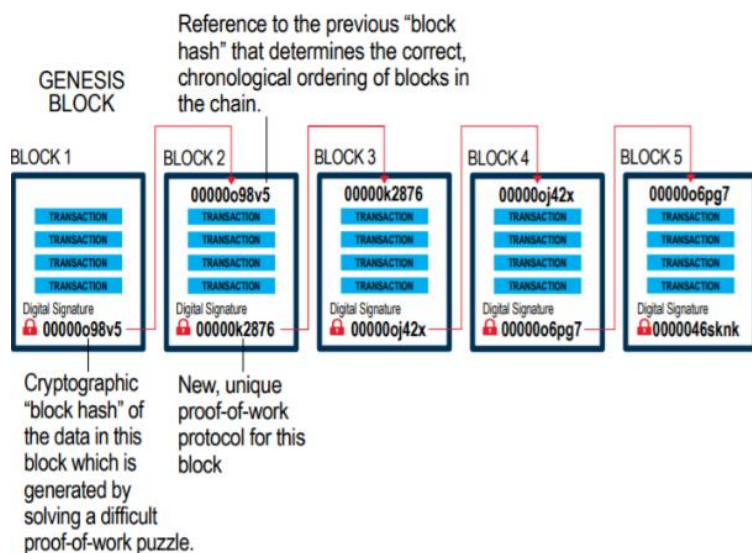 Reference to the previous “block
hash” that determines the correct,
chronological ordering of blocks in
the chain.
GENESIS
BLOCK
BLOCK 1
TRANSACTION
TRANSACTION
TRANSACTION
TRANSACTION
Digital Signature
00000o98v5
BLOCK 2
00000o98v5
TRANSACTION
TRANSACTION
TRANSACTION
TRANSACTION
Digital Signature
00000k2876
BLOCK 3
00000k2876
TRANSACTION
TRANSACTION
TRANSACTION
TRANSACTION
Digital Signature
00000oj42x
BLOCK 4
00000oj42x
TRANSACTION
TRANSACTION
TRANSACTION
TRANSACTION
Digital Signature
00000o6pg7
BLOCK 5
00000o6pg7
TRANSACTION
TRANSACTION
TRANSACTION
TRANSACTION
Digital Signature
0000046sknk
Cryptographic
“block hash” of
the data in this
block which is
generated by
solving a difficult
proof-of-work puzzle.
New, unique
proof-of-work
protocol for this
block